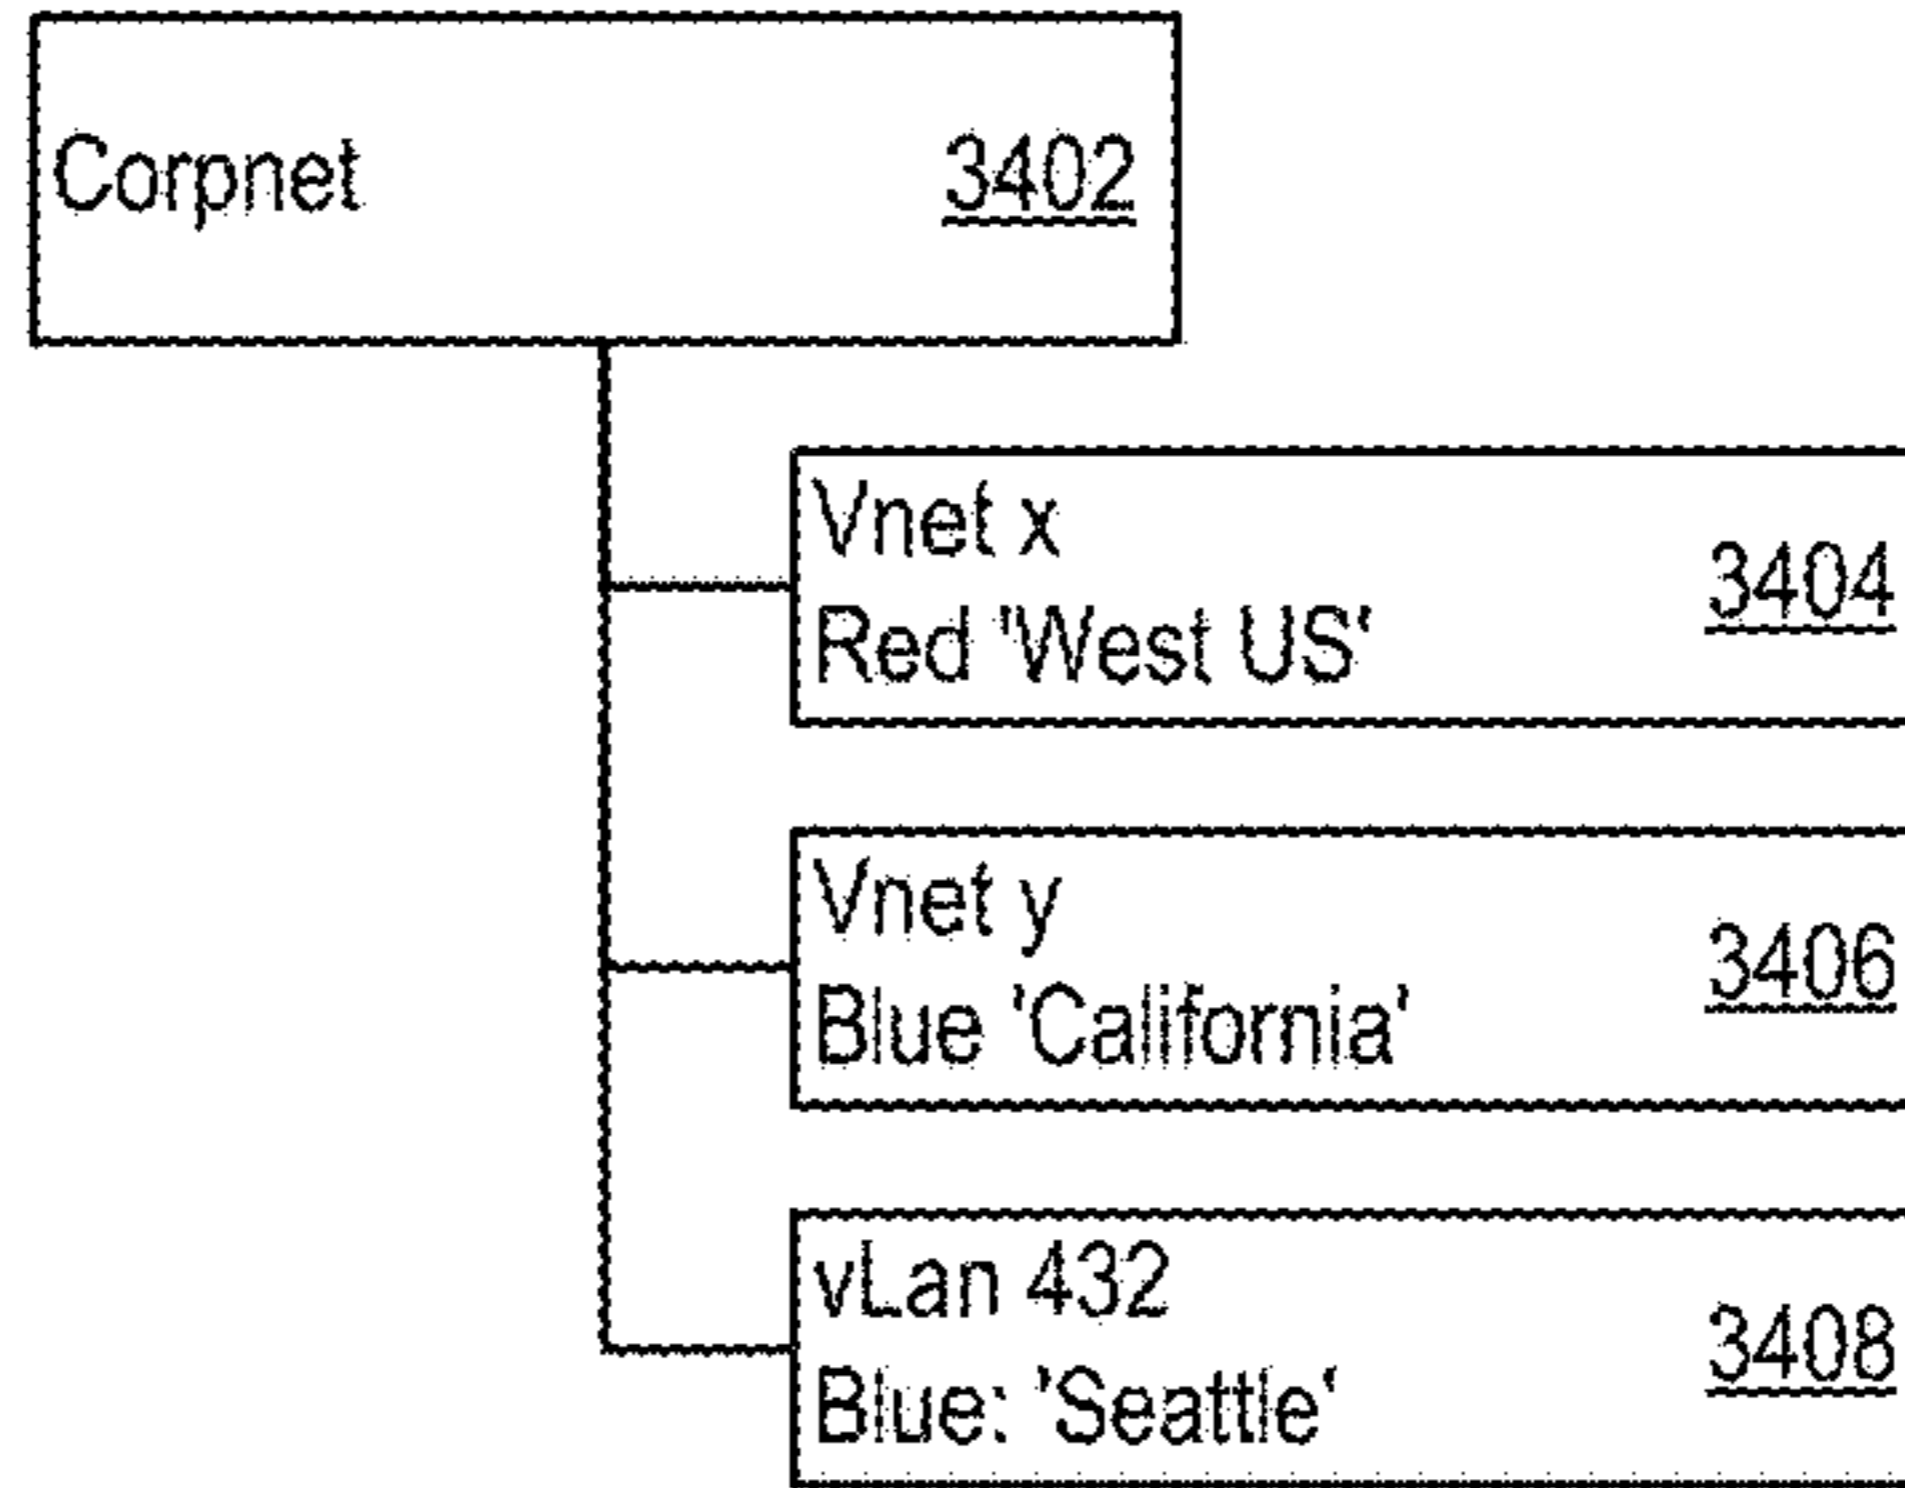 Corpnet 3402
Vnet x
Red 'West US' 3404
Vnet y
Blue 'California' 3406
vLan 432
Blue: 'Seattle' 3408